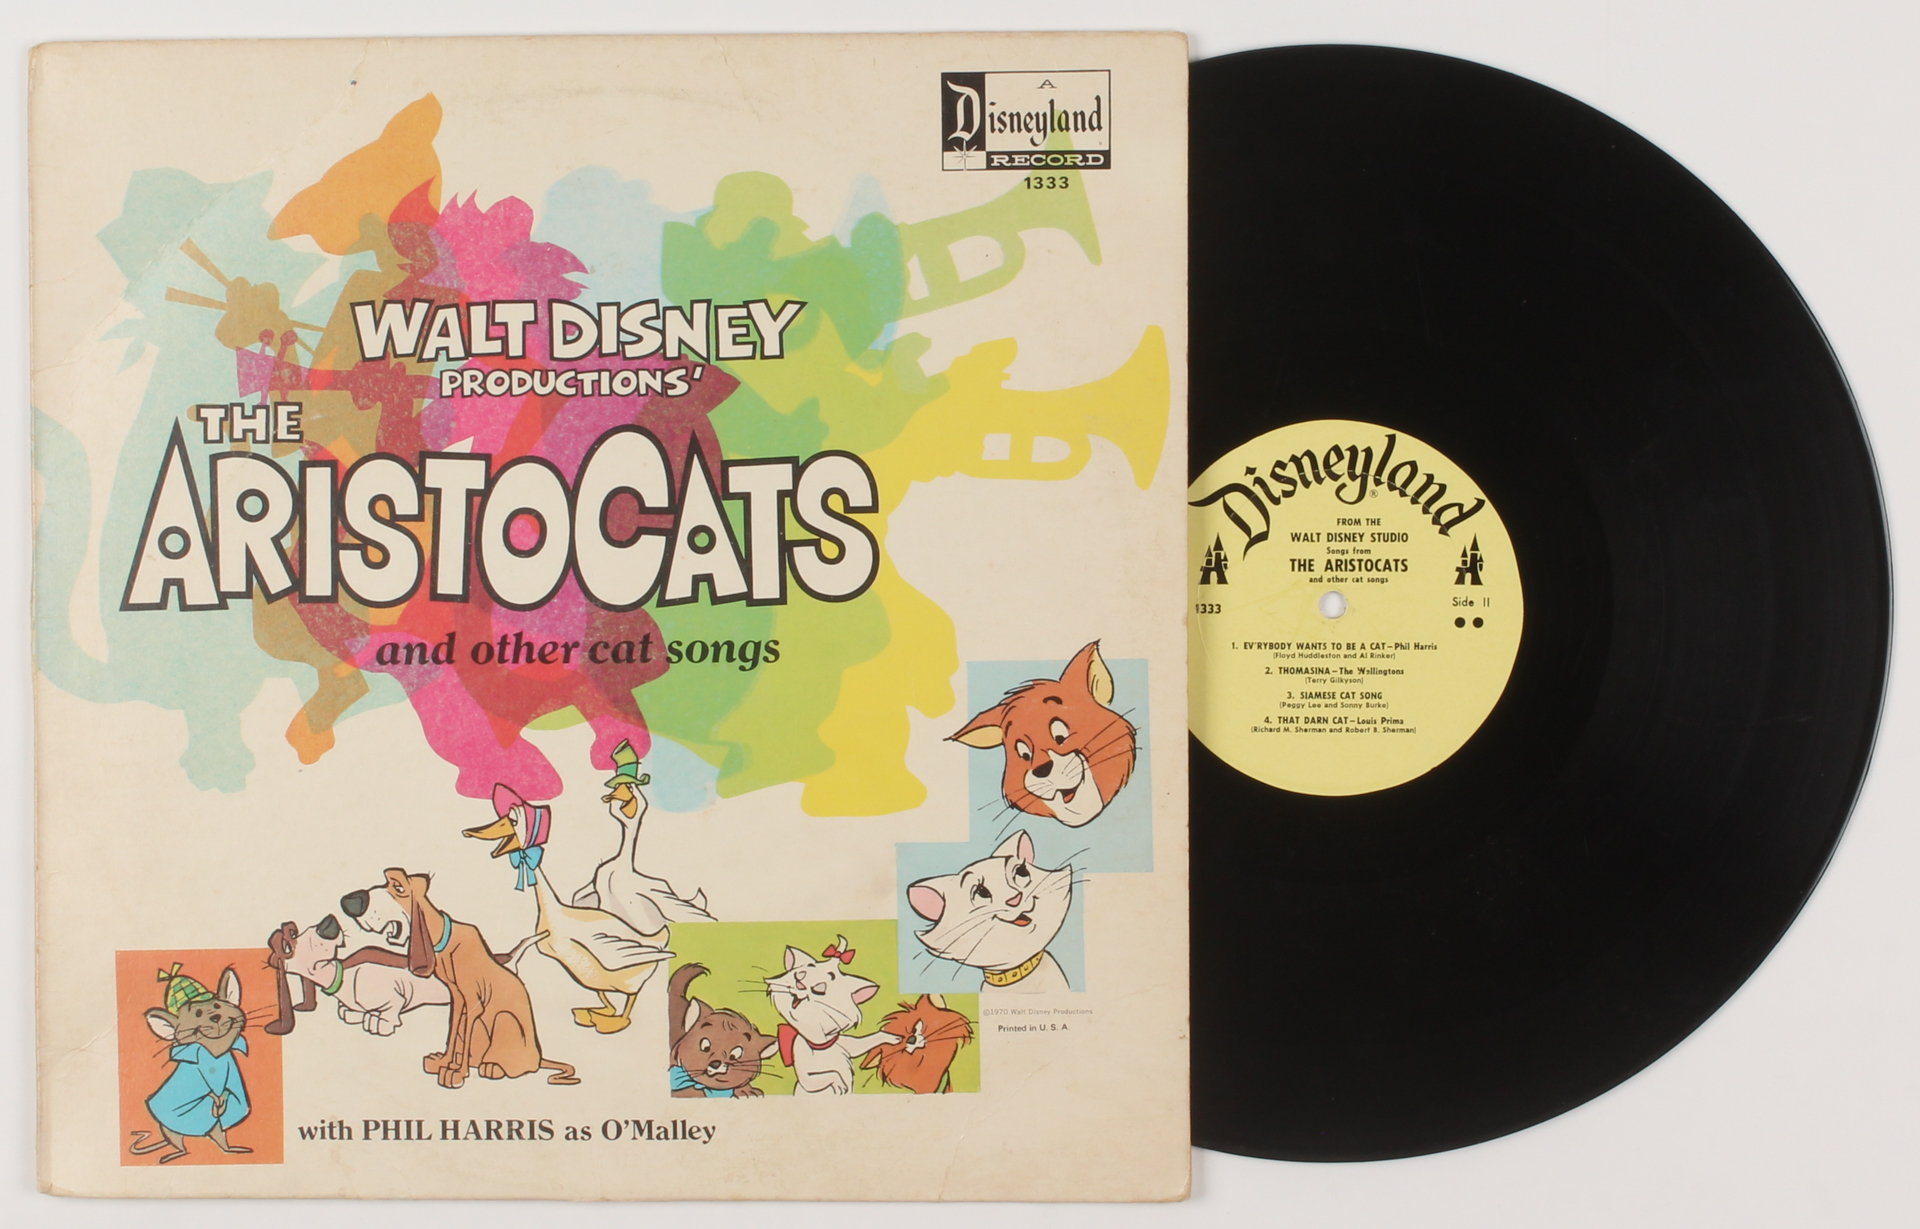 A
Disneyland
RECORD
1333
WALT DISNEY
PRODUCTIONS'
THE
ARISTOCATS
and other cat songs
©1970 Walt Disney Productions
Printed in U. S. A.
with PHIL HARRIS as O'Malley
Disneyland
®
FROM THE
WALT DISNEY STUDIO
Songs from
THE ARISTOCATS
and other cat songs
1333
Side II
1. EV'RYBODY WANTS TO BE A CAT—Phil Harris
(Floyd Huddleston and Al Rinker)
2. THOMASINA—The Wellingtons
(Terry Gilkyson)
3. SIAMESE CAT SONG
(Peggy Lee and Sonny Burke)
4. THAT DARN CAT—Louis Prima
(Richard M. Sherman and Robert B. Sherman)